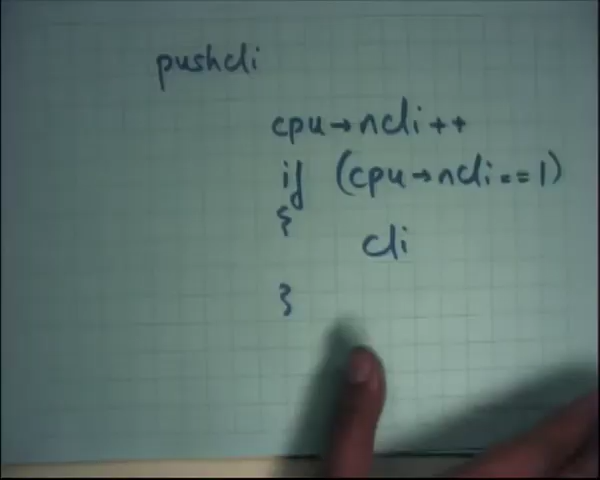 pushcli
cpu→ncli++
if (cpu→ncli==1)
{
cli
}